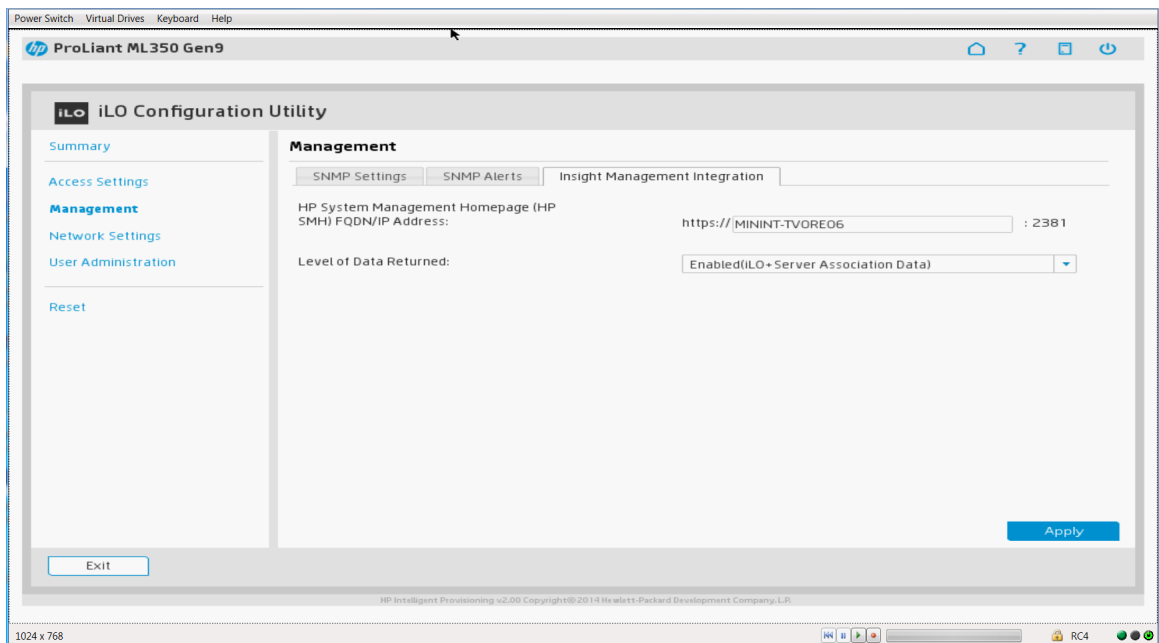 Power Switch Virtual Drives Keyboard Help
hp ProLiant ML350 Gen9 ?
iLO iLO Configuration Utility
Summary
Access Settings
Management
Network Settings
User Administration
Reset
Management
SNMP Settings SNMP Alerts Insight Management Integration
HP System Management Homepage (HP
SMH) FQDN/IP Address:
https:// MININT-TV0RE06 : 2381
Level of Data Returned: Enabled(iLO+Server Association Data)
Apply
Exit
HP Intelligent Provisioning v2.00 Copyright©2014 Hewlett-Packard Development Company, L.P.
1024 x 768 RC4